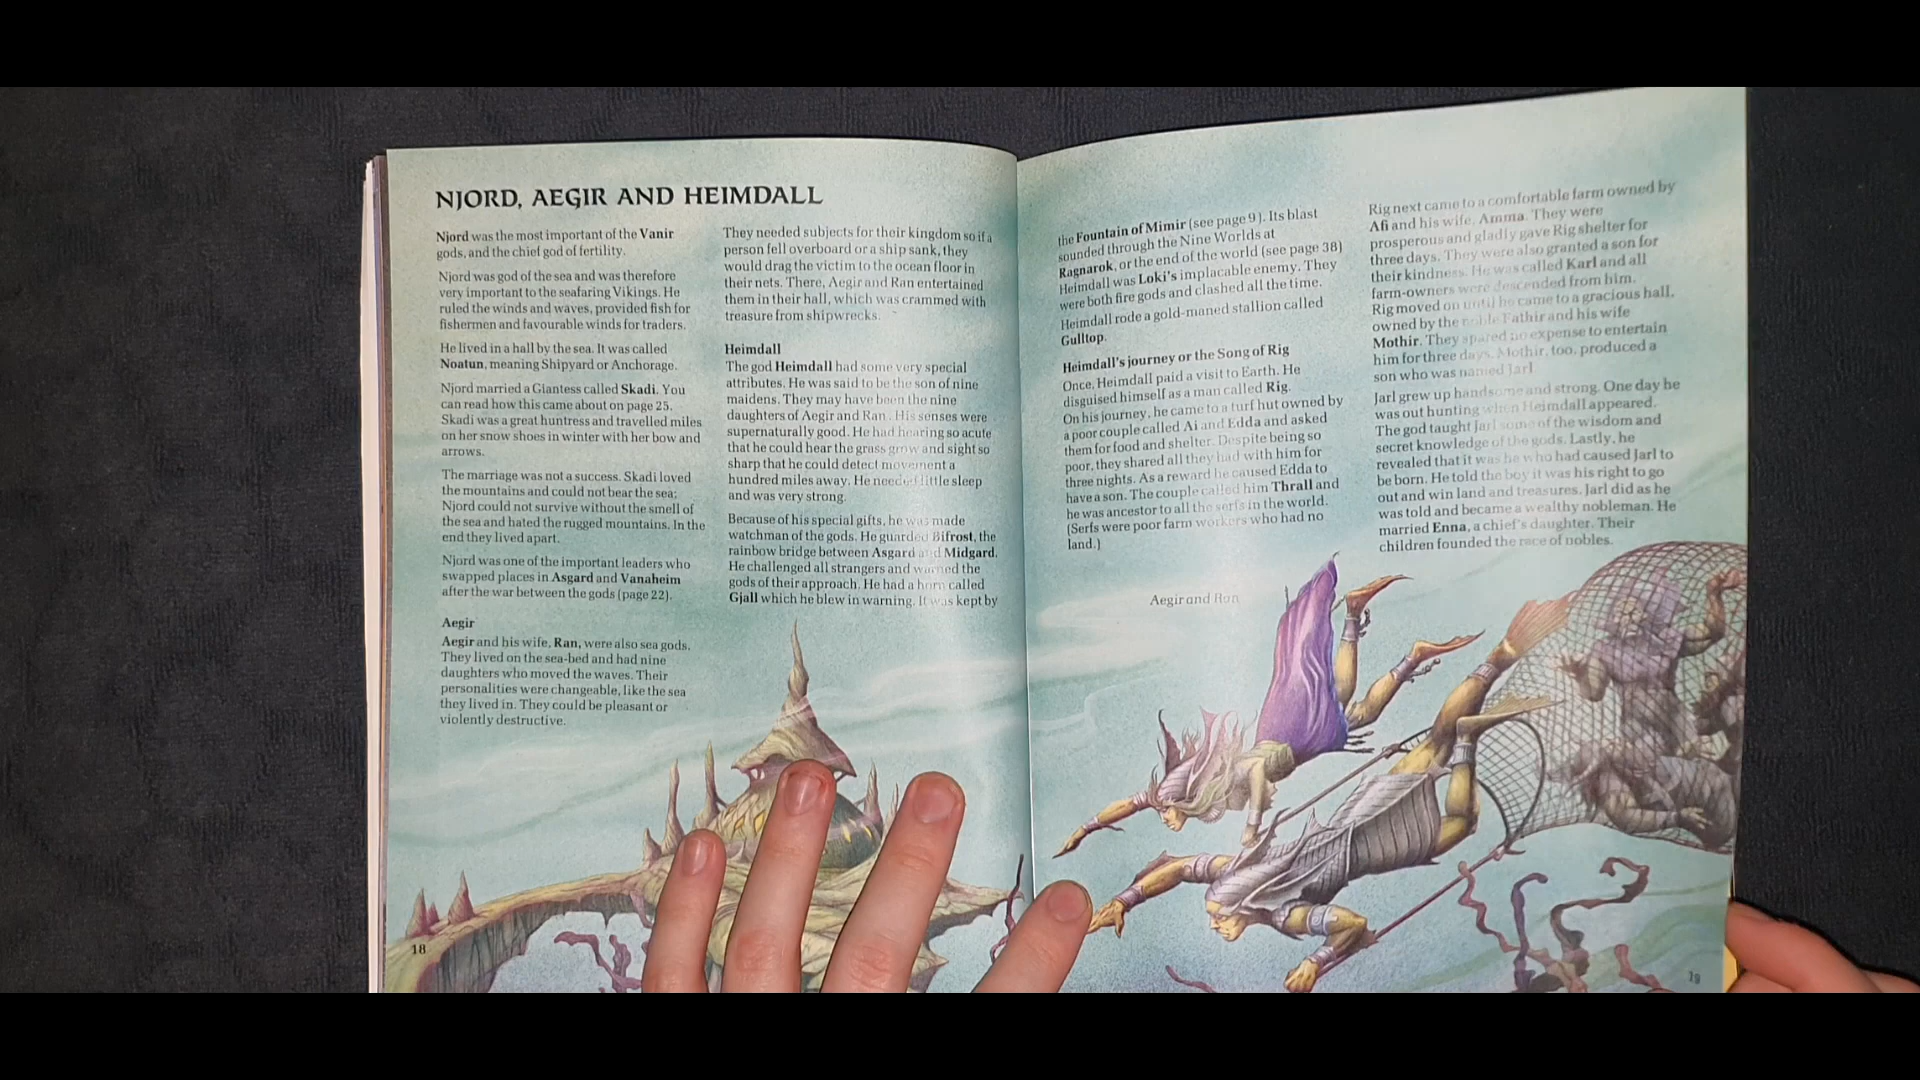 NJORD, AEGIR AND HEIMDALL
Njord was the most important of the Vanir
gods, and the chief god of fertility.
Njord was god of the sea and was therefore
very important to the seafaring Vikings. He
ruled the winds and waves, provided fish for
fishermen and favourable winds for traders.
He lived in a hall by the sea. It was called
Noatun, meaning Shipyard or Anchorage.
Njord married a Giantess called Skadi. You
can read how this came about on page 25.
Skadi was a great huntress and travelled miles
on her snow shoes in winter with her bow and
arrows.
The marriage was not a success. Skadi loved
the mountains and could not bear the sea;
Njord could not survive without the smell of
the sea and hated the rugged mountains. In the
end they lived apart.
Njord was one of the important leaders who
swapped places in Asgard and Vanaheim
after the war between the gods (page 22).
Aegir
Aegir and his wife, Ran, were also sea gods.
They lived on the sea-bed and had nine
daughters who moved the waves. Their
personalities were changeable, like the sea
they lived in. They could be pleasant or
violently destructive.
They needed subjects for their kingdom so if a
person fell overboard or a ship sank, they
would drag the victim to the ocean floor in
their nets. There, Aegir and Ran entertained
them in their hall, which was crammed with
treasure from shipwrecks.
Heimdall
The god Heimdall had some very special
attributes. He was said to be the son of nine
maidens. They may have been the nine
daughters of Aegir and Ran. His senses were
supernaturally good. He had hearing so acute
that he could hear the grass grow and sight so
sharp that he could detect movement a
hundred miles away. He needed little sleep
and was very strong.
Because of his special gifts, he was made
watchman of the gods. He guarded Bifrost, the
rainbow bridge between Asgard and Midgard.
He challenged all strangers and warned the
gods of their approach. He had a horn called
Gjall which he blew in warning. It was kept by
18
the Fountain of Mimir (see page 9). Its blast
sounded through the Nine Worlds at
Ragnarok, or the end of the world (see page 38)
Heimdall was Loki's implacable enemy. They
were both fire gods and clashed all the time.
Heimdall rode a gold-maned stallion called
Gulltop.
Heimdall's journey or the Song of Rig
Once, Heimdall paid a visit to Earth. He
disguised himself as a man called Rig.
On his journey, he came to a turf hut owned by
a poor couple called Ai and Edda and asked
them for food and shelter. Despite being so
poor, they shared all they had with him for
three nights. As a reward he caused Edda to
have a son. The couple called him Thrall and
he was ancestor to all the serfs in the world.
(Serfs were poor farm workers who had no
land.)
Rig next came to a comfortable farm owned by
Afi and his wife, Amma. They were
prosperous and gladly gave Rig shelter for
three days. They were also granted a son for
their kindness. He was called Karl and all
farm-owners were descended from him.
Rig moved on until he came to a gracious hall,
owned by the noble Fathir and his wife
Mothir. They spared no expense to entertain
him for three days. Mothir, too, produced a
son who was named Jarl.
Jarl grew up handsome and strong. One day he
was out hunting when Heimdall appeared.
The god taught Jarl some of the wisdom and
secret knowledge of the gods. Lastly, he
revealed that it was he who had caused Jarl to
be born. He told the boy it was his right to go
out and win land and treasures. Jarl did as he
was told and became a wealthy nobleman. He
married Enna, a chief's daughter. Their
children founded the race of nobles.
Aegir and Ran
19